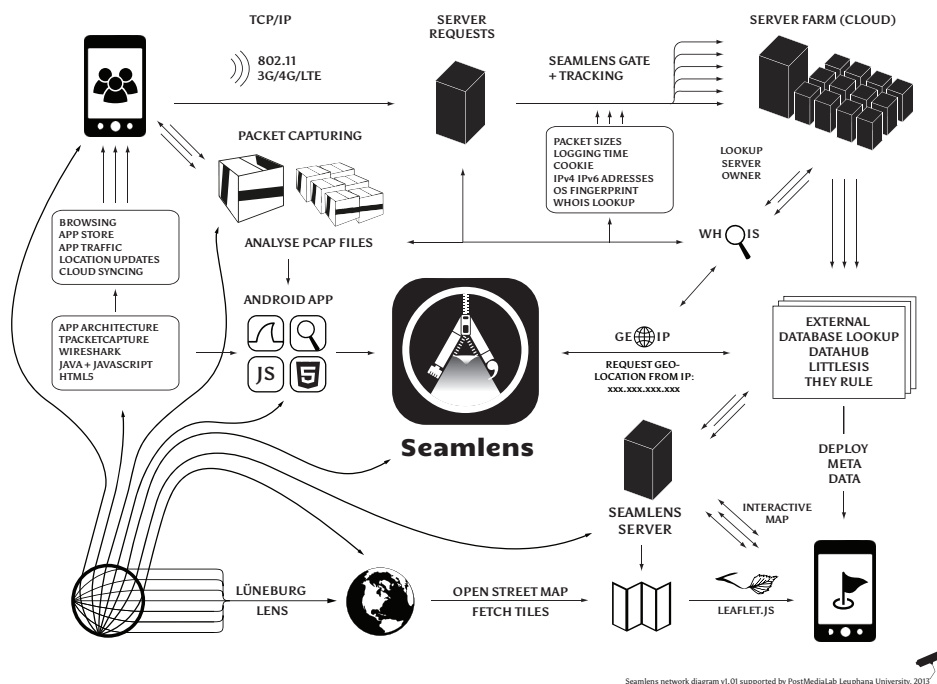 TCP/IP
802.11
3G/4G/LTE
SERVER
REQUESTS
SEAMLENS GATE
+ TRACKING
SERVER FARM (CLOUD)
PACKET CAPTURING
PACKET SIZES
LOGGING TIME
COOKIE
IPv4 IPv6 ADRESSES
OS FINGERPRINT
WHOIS LOOKUP
LOOKUP
SERVER
OWNER
BROWSING
APP STORE
APP TRAFFIC
LOCATION UPDATES
CLOUD SYNCING
ANALYSE PCAP FILES
WH IS
ANDROID APP
APP ARCHITECTURE
TPACKETCAPTURE
WIRESHARK
JAVA + JAVASCRIPT
HTML5
JS
5
GE IP
REQUEST GEO-
LOCATION FROM IP:
xxx.xxx.xxx.xxx
EXTERNAL
DATABASE LOOKUP
DATAHUB
LITTLESIS
THEY RULE
Seamlens
DEPLOY
META
DATA
SEAMLENS
SERVER
INTERACTIVE
MAP
LÜNEBURG
LENS
OPEN STREET MAP
FETCH TILES
LEAFLET.JS
Seamlens network diagram v1.01 supported by PostMediaLab Leuphana University, 2013